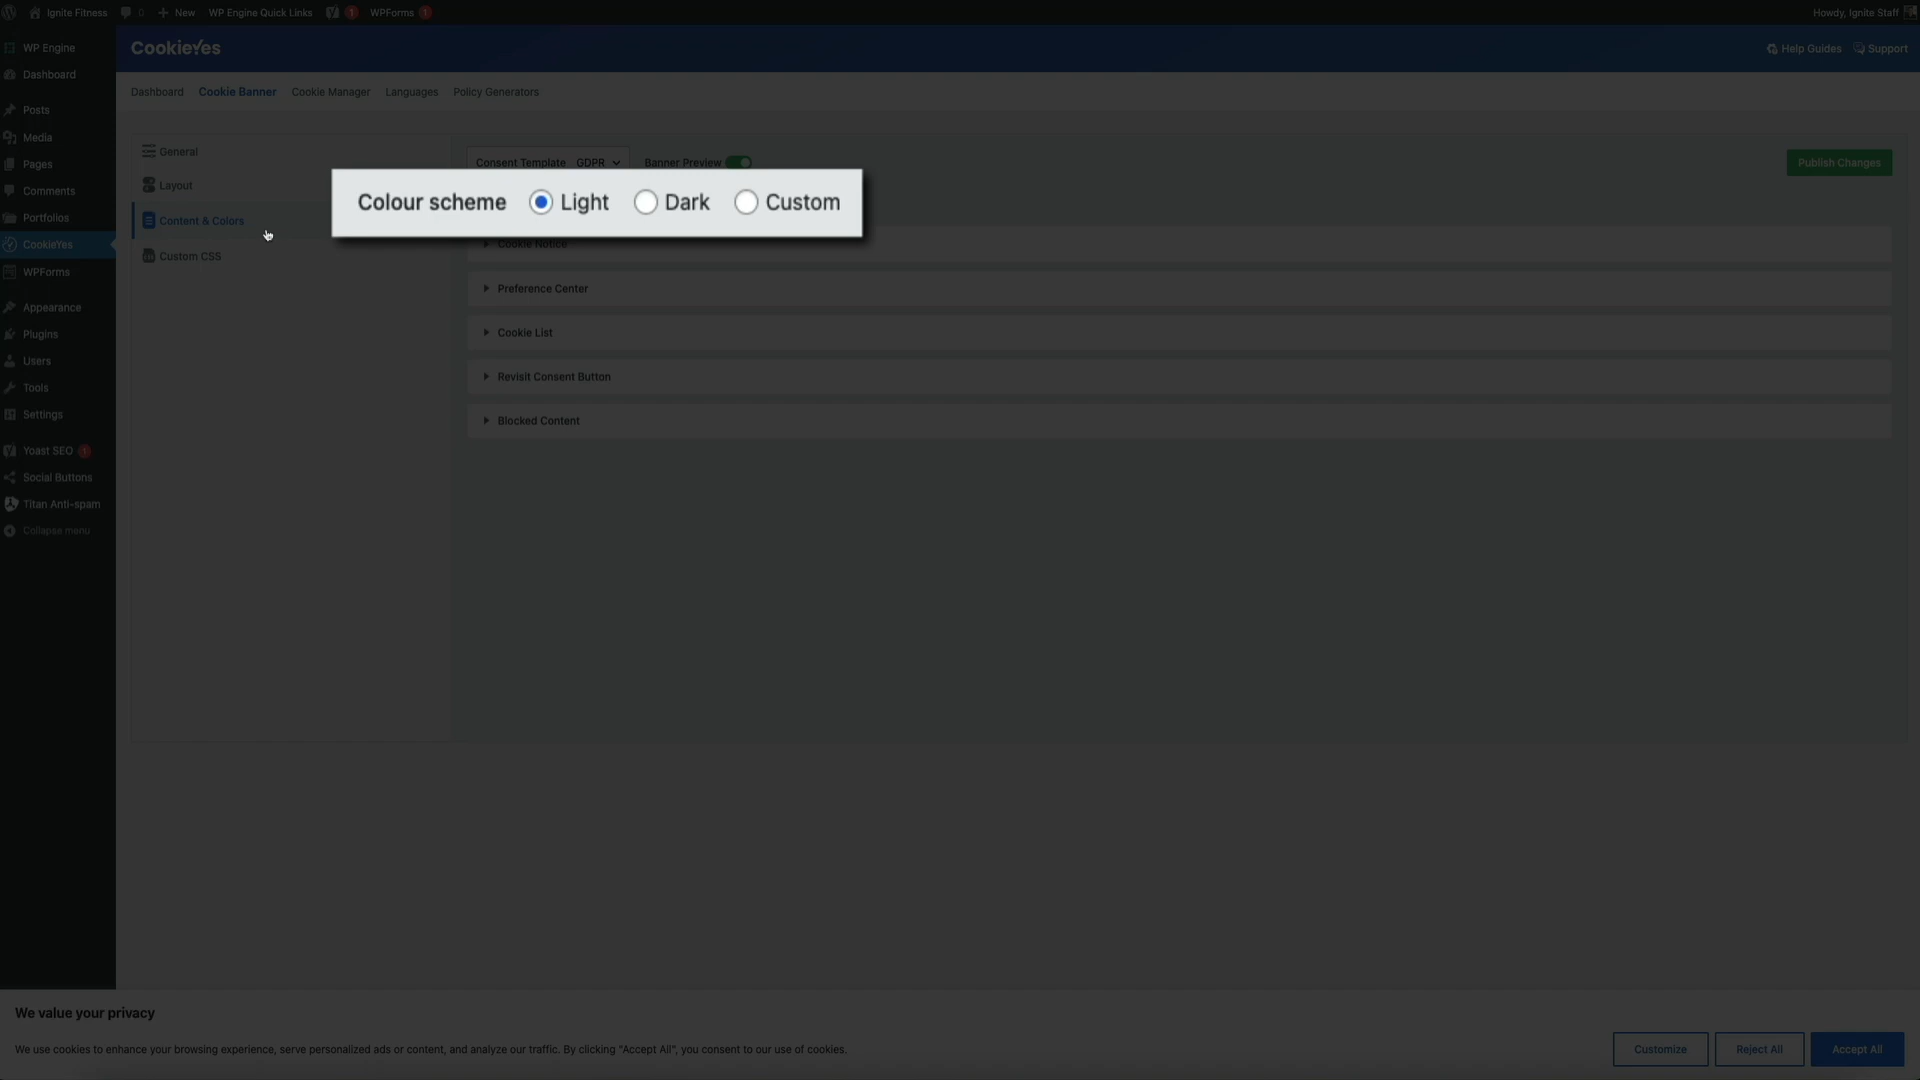 Ignite Fitness 0 New WP Engine Quick Links 1 WPForms 1 Howdy, Ignite Staff
WP Engine
Dashboard
Posts
Media
Pages
Comments
Portfolios
CookieYes
WPForms
Appearance
Plugins
Users
Tools
Settings
Yoast SEO 1
Social Buttons
Titan Anti-spam
Collapse menu
CookieYes Help Guides Support
Dashboard Cookie Banner Cookie Manager Languages Policy Generators
General
Layout
Content & Colors
Custom CSS
Consent Template GDPR Banner Preview Publish Changes
Colour scheme Light Dark Custom
Cookie Notice
Preference Center
Cookie List
Revisit Consent Button
Blocked Content
We value your privacy
We use cookies to enhance your browsing experience, serve personalized ads or content, and analyze our traffic. By clicking "Accept All", you consent to our use of cookies.
Customize Reject All Accept All